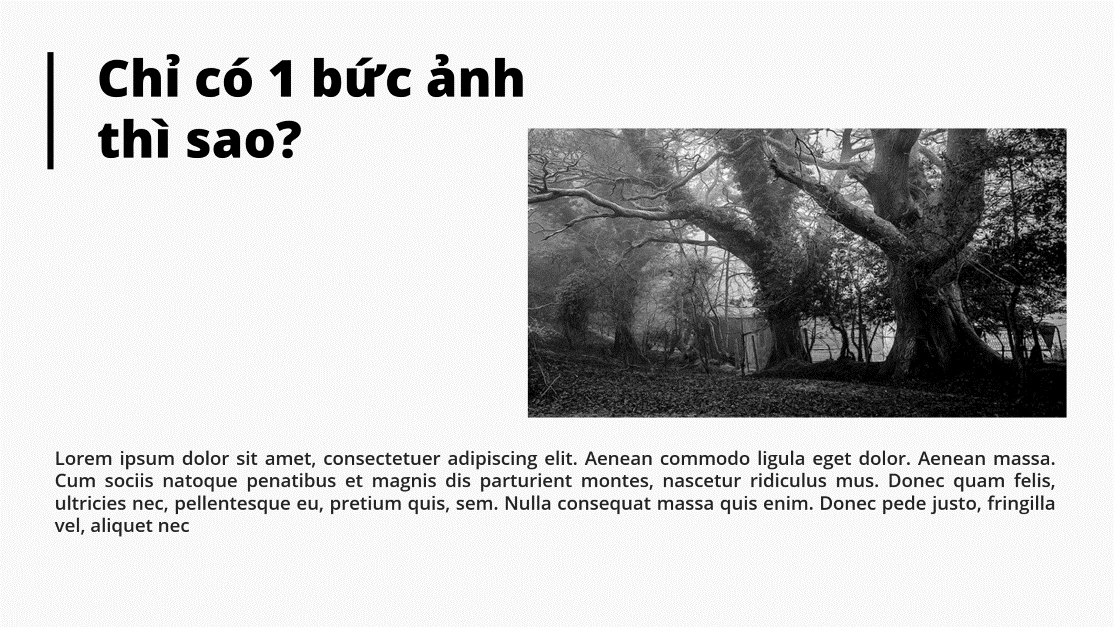 Chỉ có 1 bức ảnh
thì sao?
Lorem ipsum dolor sit amet, consectetuer adipiscing elit. Aenean commodo ligula eget dolor. Aenean massa.
Cum sociis natoque penatibus et magnis dis parturient montes, nascetur ridiculus mus. Donec quam felis,
ultricies nec, pellentesque eu, pretium quis, sem. Nulla consequat massa quis enim. Donec pede justo, fringilla
vel, aliquet nec